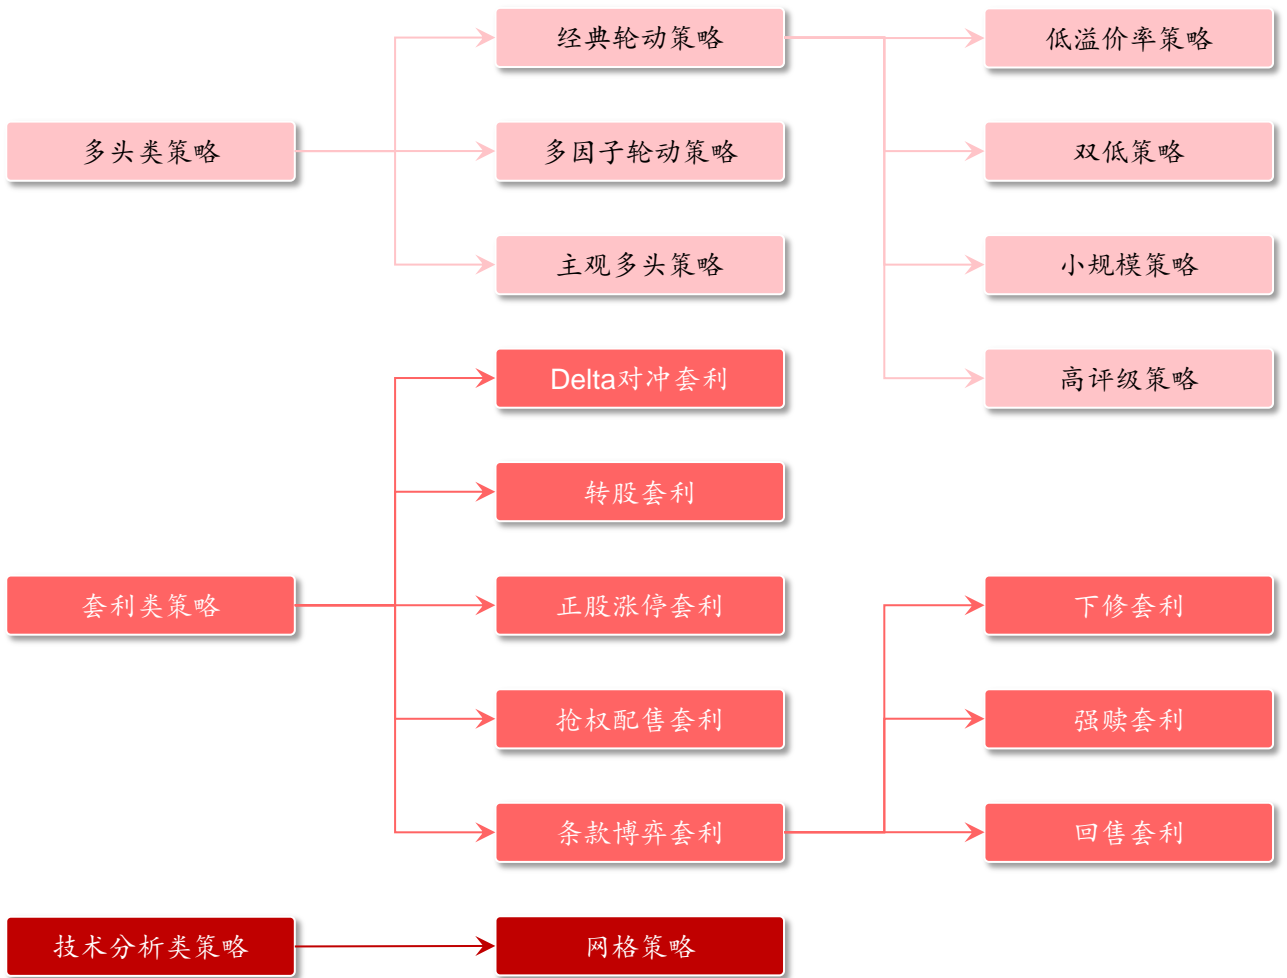 经典轮动策略
低溢价率策略
多头类策略
多因子轮动策略
双低策略
主观多头策略
小规模策略
Delta对冲套利
高评级策略
转股套利
套利类策略
正股涨停套利
下修套利
抢权配售套利
强赎套利
条款博弈套利
回售套利
技术分析类策略
网格策略